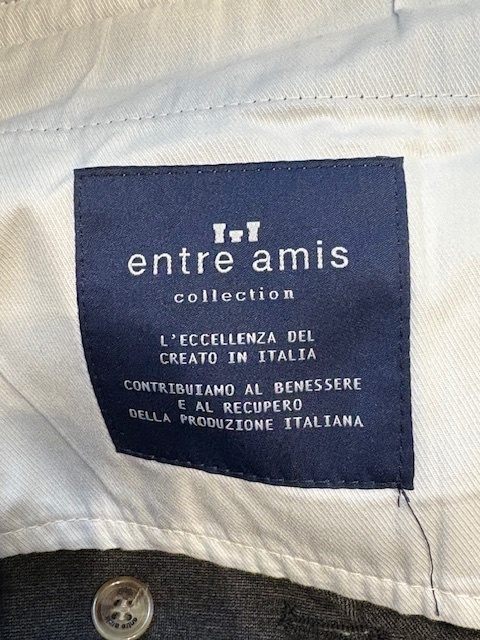 entre amis
collection
L'ECCELLENZA DEL
CREATO IN ITALIA
CONTRIBUIAMO AL BENESSERE
E AL RECUPERO
DELLA PRODUZIONE ITALIANA